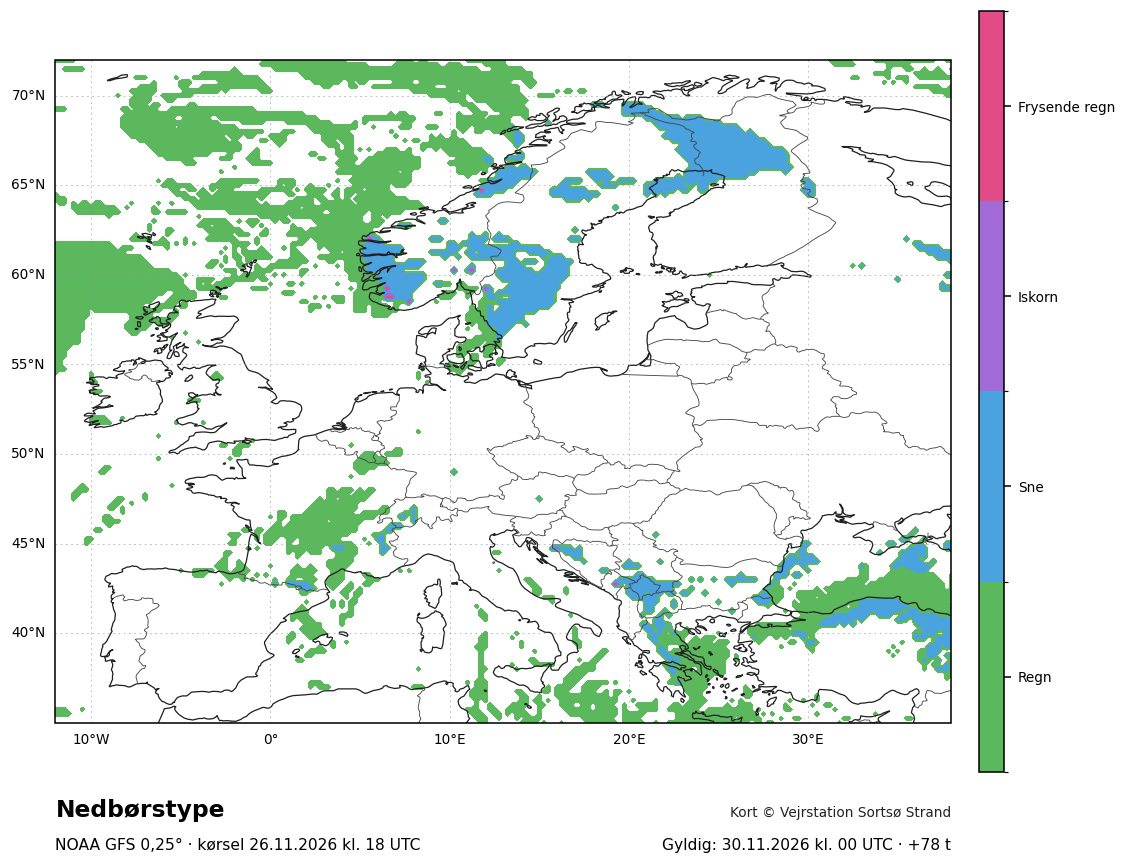 70°N
65°N
60°N
55°N
50°N
45°N
40°N
10°W
0°
10°E
20°E
30°E
Frysende regn
Iskorn
Sne
Regn
Nedbørstype
Kort © Vejrstation Sortsø Strand
NOAA GFS 0,25° · kørsel 26.11.2026 kl. 18 UTC
Gyldig: 30.11.2026 kl. 00 UTC · +78 t